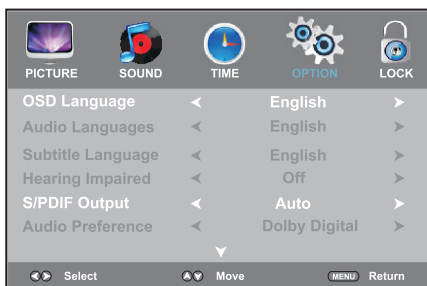 PICTURE SOUND TIME OPTION LOCK
OSD Language English
Audio Languages English
Subtitle Language English
Hearing Impaired Off
S/PDIF Output Auto
Audio Preference Dolby Digital
Select Move MENU Return